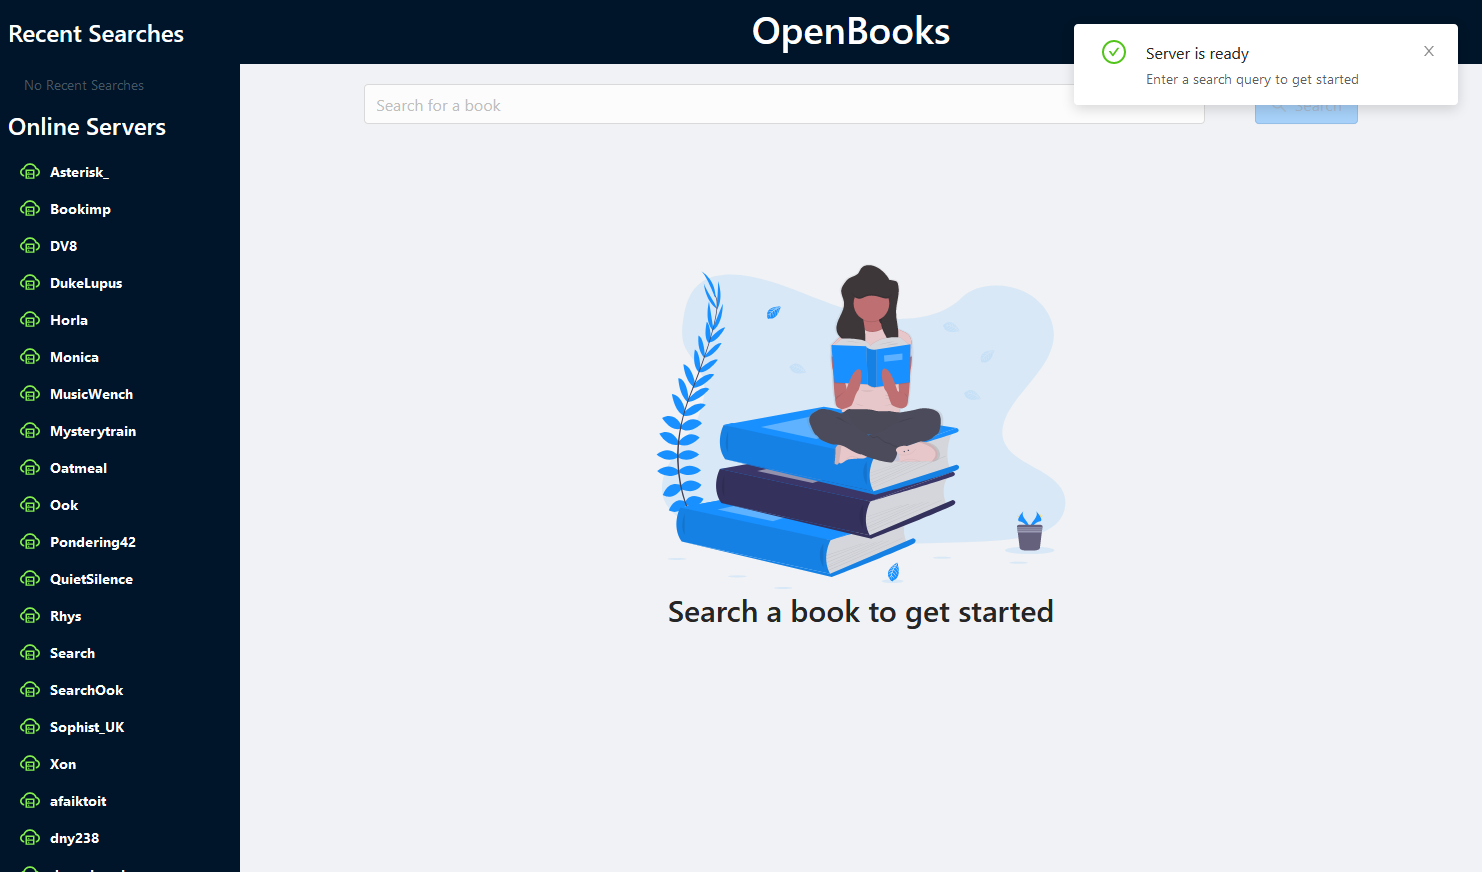 Recent Searches
OpenBooks
Server is ready
Enter a search query to get started
No Recent Searches
Search for a book
Search
Online Servers
Asterisk_
Bookimp
DV8
DukeLupus
Horla
Monica
MusicWench
Mysterytrain
Oatmeal
Ook
Pondering42
QuietSilence
Rhys
Search
SearchOok
Sophist_UK
Xon
afaiktoit
dny238
Search a book to get started